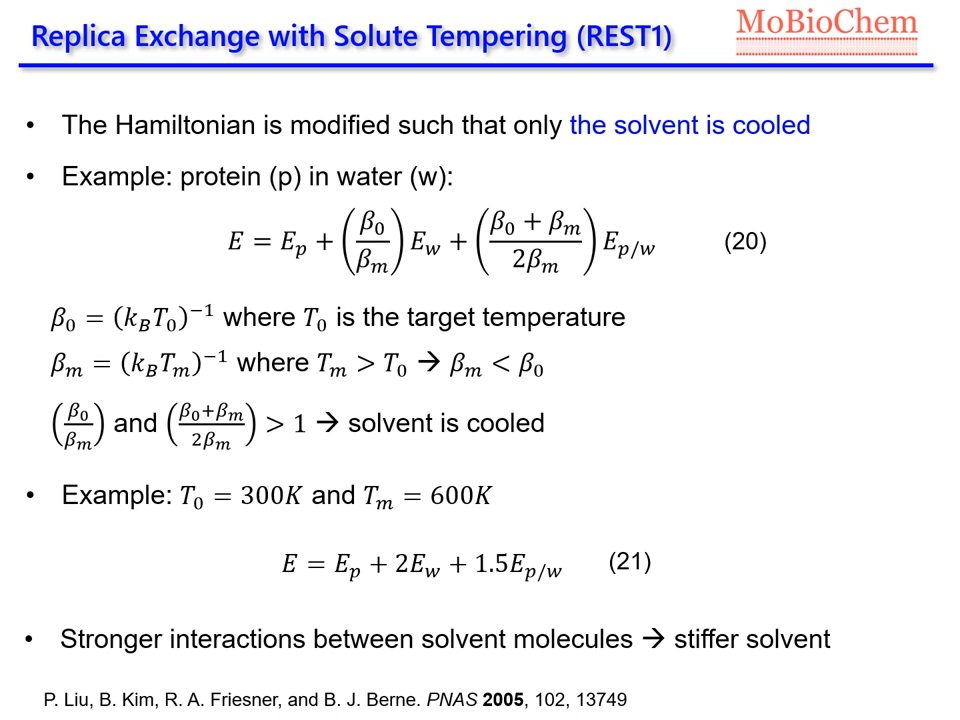 Replica Exchange with Solute Tempering (REST1)
MoBioChem
• The Hamiltonian is modified such that only the solvent is cooled
• Example: protein (p) in water (w):
E = E_p + (β_0/β_m) E_w + ((β_0 + β_m)/(2β_m)) E_{p/w} (20)
β_0 = (k_B T_0)^{-1} where T_0 is the target temperature
β_m = (k_B T_m)^{-1} where T_m > T_0 → β_m < β_0
(β_0/β_m) and ((β_0+β_m)/(2β_m)) > 1 → solvent is cooled
• Example: T_0 = 300K and T_m = 600K
E = E_p + 2E_w + 1.5E_{p/w} (21)
• Stronger interactions between solvent molecules → stiffer solvent
P. Liu, B. Kim, R. A. Friesner, and B. J. Berne. PNAS 2005, 102, 13749